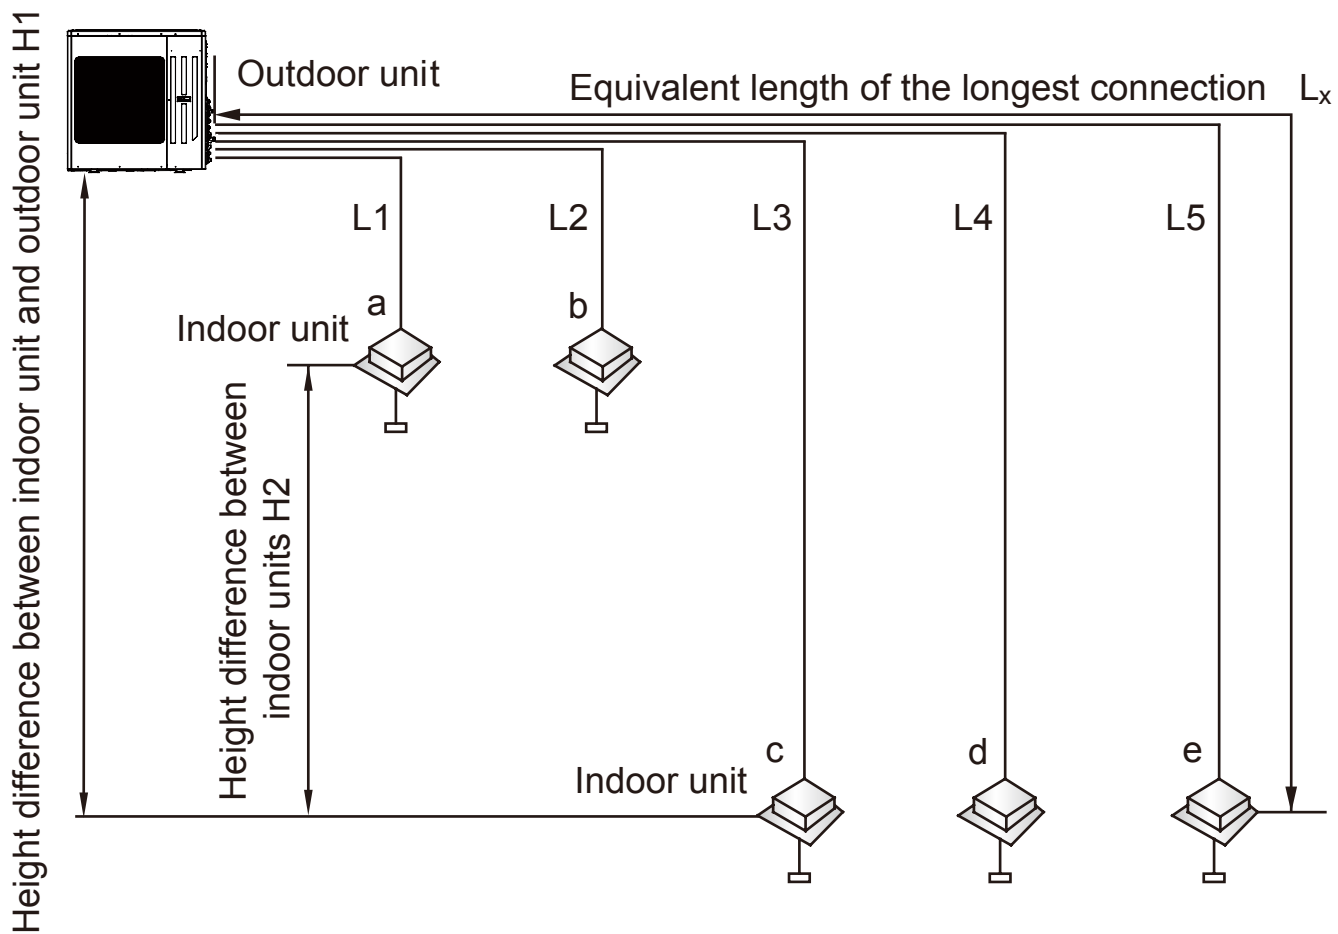 Height difference between indoor unit and outdoor unit H1
Outdoor unit
Equivalent length of the longest connection Lₓ
L1
L2
L3
L4
L5
a
b
Indoor unit
Height difference between
indoor units H2
c
d
e
Indoor unit